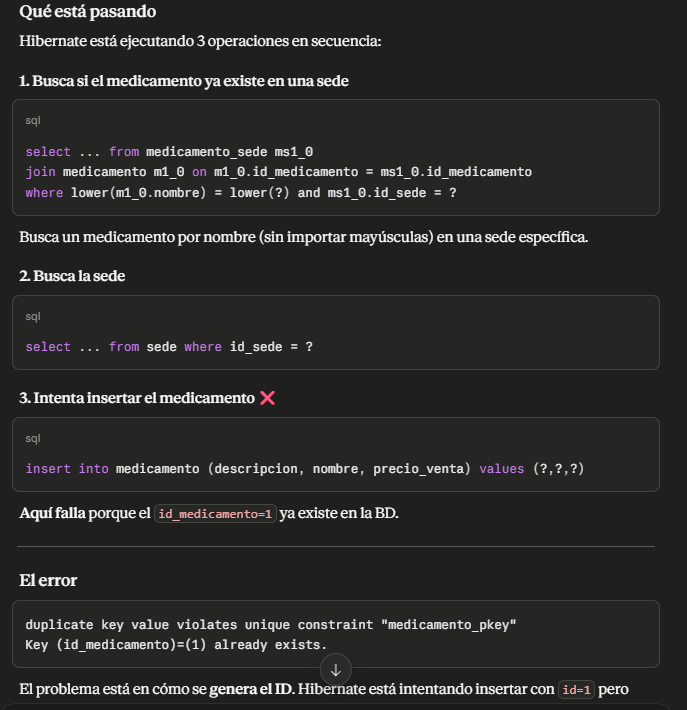 Qué está pasando
Hibernate está ejecutando 3 operaciones en secuencia:
1. Busca si el medicamento ya existe en una sede
sql
select ... from medicamento_sede ms1_0
join medicamento m1_0 on m1_0.id_medicamento = ms1_0.id_medicamento
where lower(m1_0.nombre) = lower(?) and ms1_0.id_sede = ?
Busca un medicamento por nombre (sin importar mayúsculas) en una sede específica.
2. Busca la sede
sql
select ... from sede where id_sede = ?
3. Intenta insertar el medicamento ❌
sql
insert into medicamento (descripcion, nombre, precio_venta) values (?,?,?)
Aquí falla porque el id_medicamento=1 ya existe en la BD.
El error
duplicate key value violates unique constraint "medicamento_pkey"
Key (id_medicamento)=(1) already exists.
El problema está en cómo se genera el ID. Hibernate está intentando insertar con id=1 pero